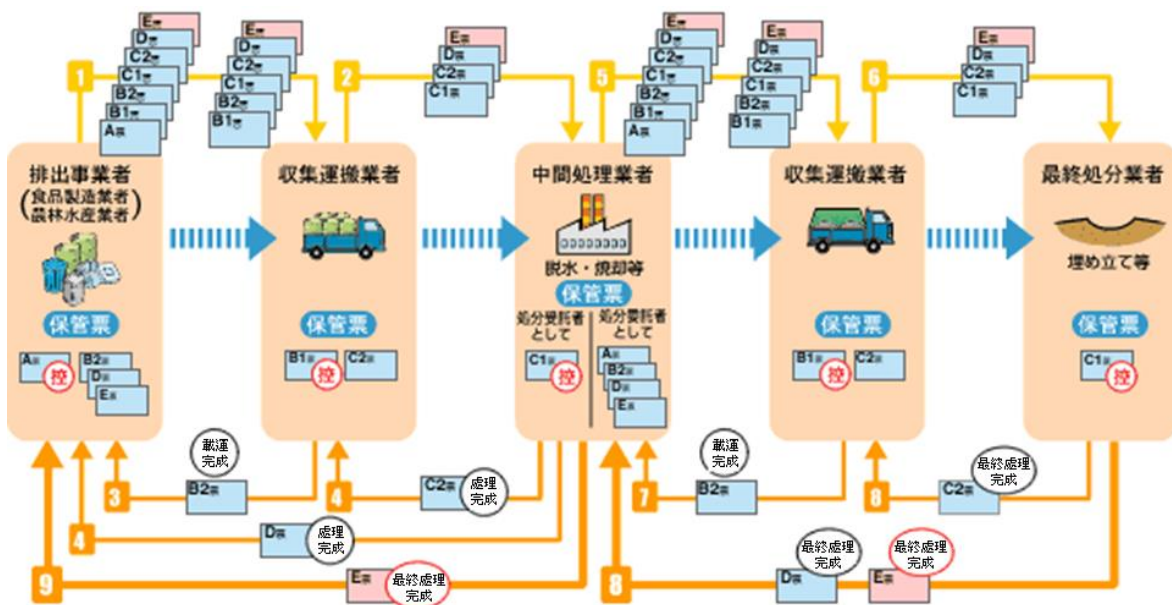 1
E票
D票
C2票
C1票
B2票
B1票
A票
E票
D票
C2票
C1票
B2票
B1票
2
E票
D票
C2票
C1票
5
E票
D票
C2票
C1票
B2票
B1票
A票
E票
D票
C2票
C1票
B2票
B1票
6
E票
D票
C2票
C1票
排出事業者
(食品製造業者
農林水産業者)
保管票
A票
控
B2票
D票
E票
収集運搬業者
保管票
B1票
控
C2票
中間処理業者
脱水・焼却等
保管票
処分受託者
として
C1票
控
処分委託者
として
A票
B2票
D票
E票
収集運搬業者
保管票
B1票
控
C2票
最終処分業者
埋め立て等
保管票
C1票
控
3
B2票
載運
完成
4
C2票
處理
完成
7
B2票
載運
完成
8
C2票
最終處理
完成
4
D票
處理
完成
9
E票
最終處理
完成
8
D票
最終處理
完成
E票
最終處理
完成